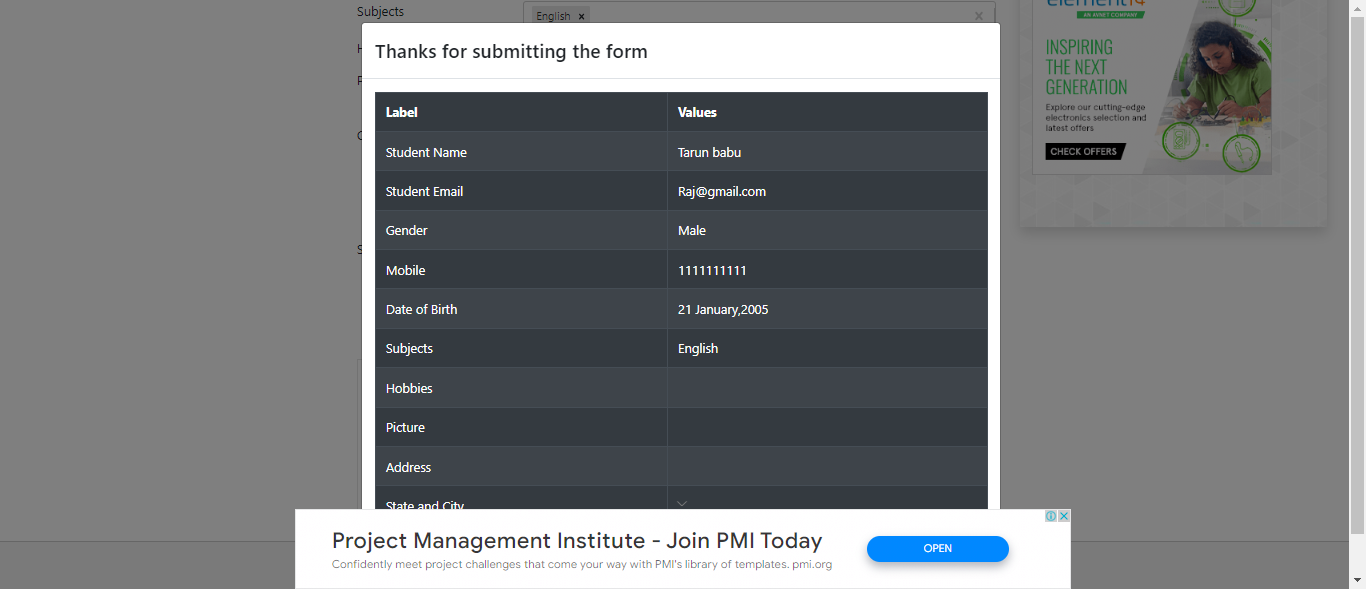 Subjects
English ×
Thanks for submitting the form
Label Values
Student Name Tarun babu
Student Email Raj@gmail.com
Gender Male
Mobile 1111111111
Date of Birth 21 January,2005
Subjects English
Hobbies
Picture
Address
State and City
element14
AN AVNET COMPANY
INSPIRING
THE NEXT
GENERATION
Explore our cutting-edge
electronics selection and
latest offers
CHECK OFFERS
Project Management Institute - Join PMI Today
Confidently meet project challenges that come your way with PMI's library of templates. pmi.org
OPEN